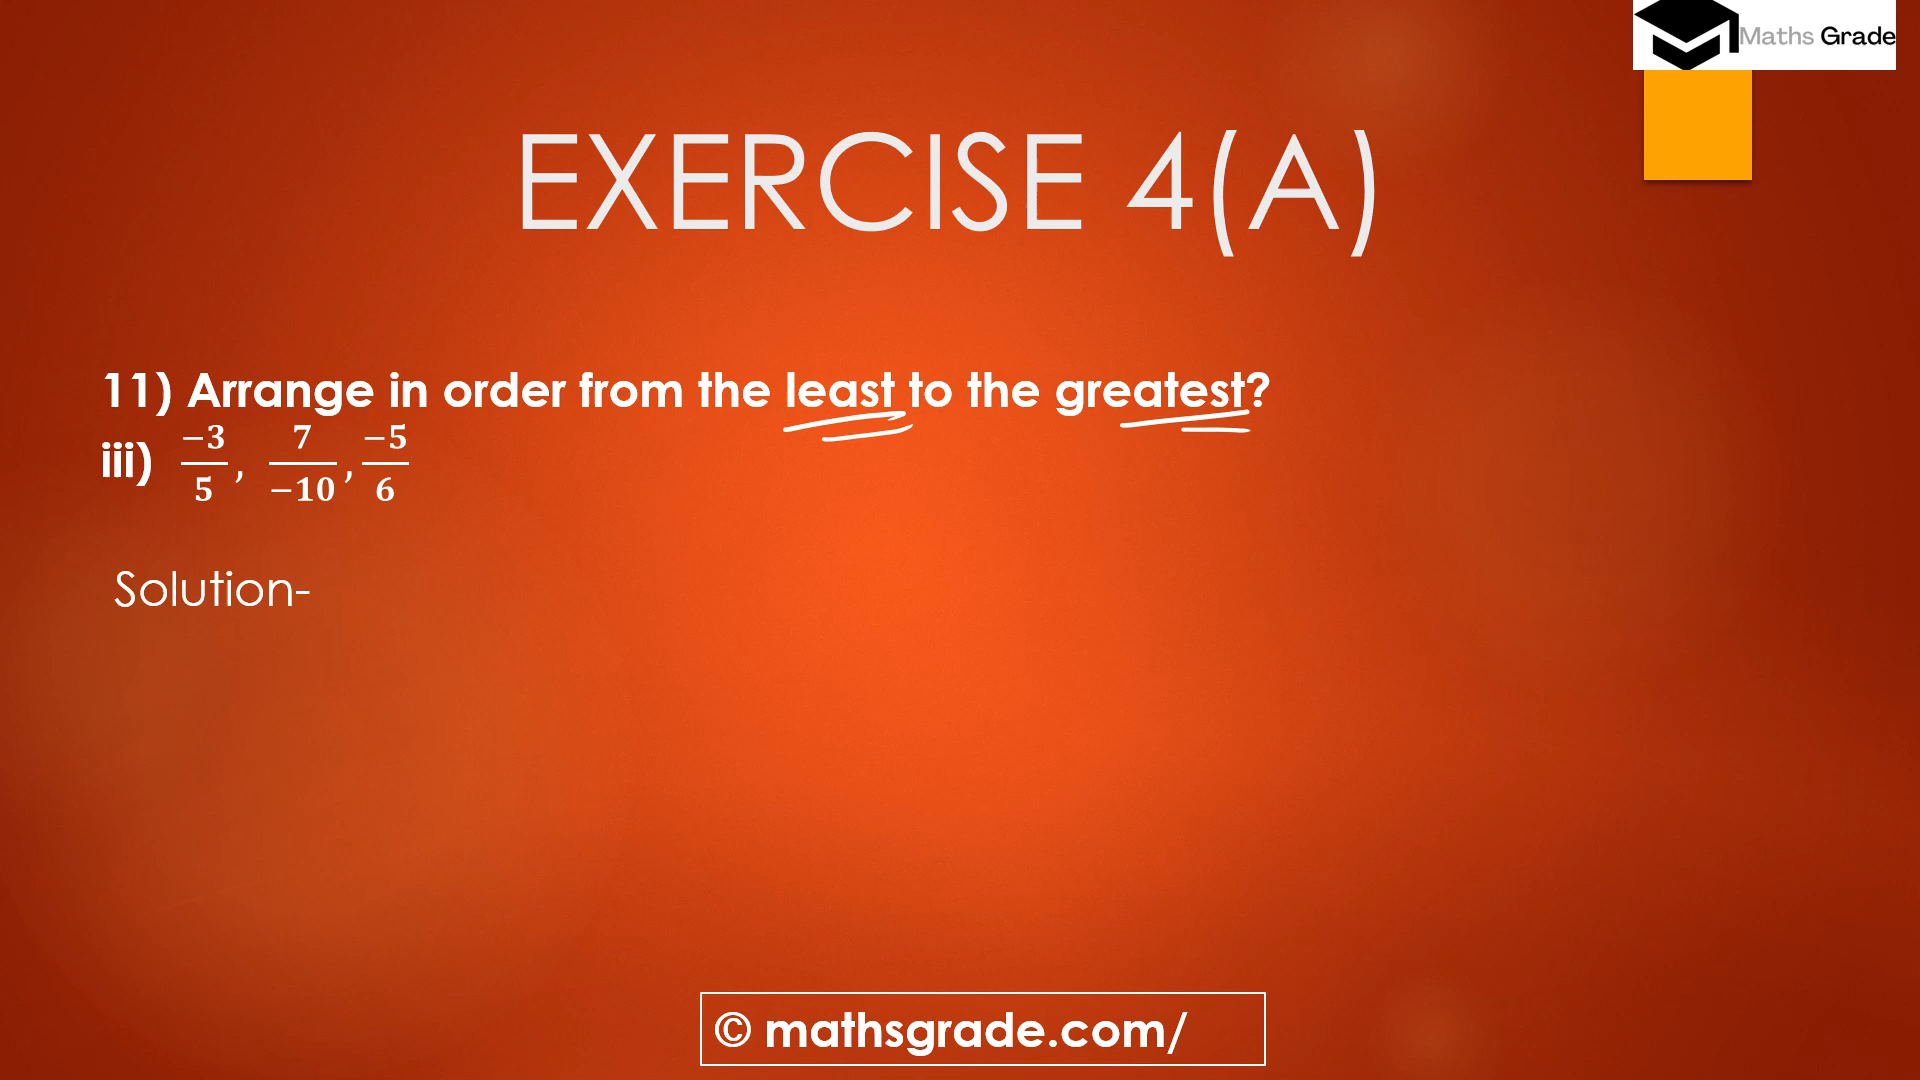 Maths Grade
EXERCISE 4(A)
11) Arrange in order from the least to the greatest?
iii) −3/5, 7/−10, −5/6
Solution-
© mathsgrade.com/